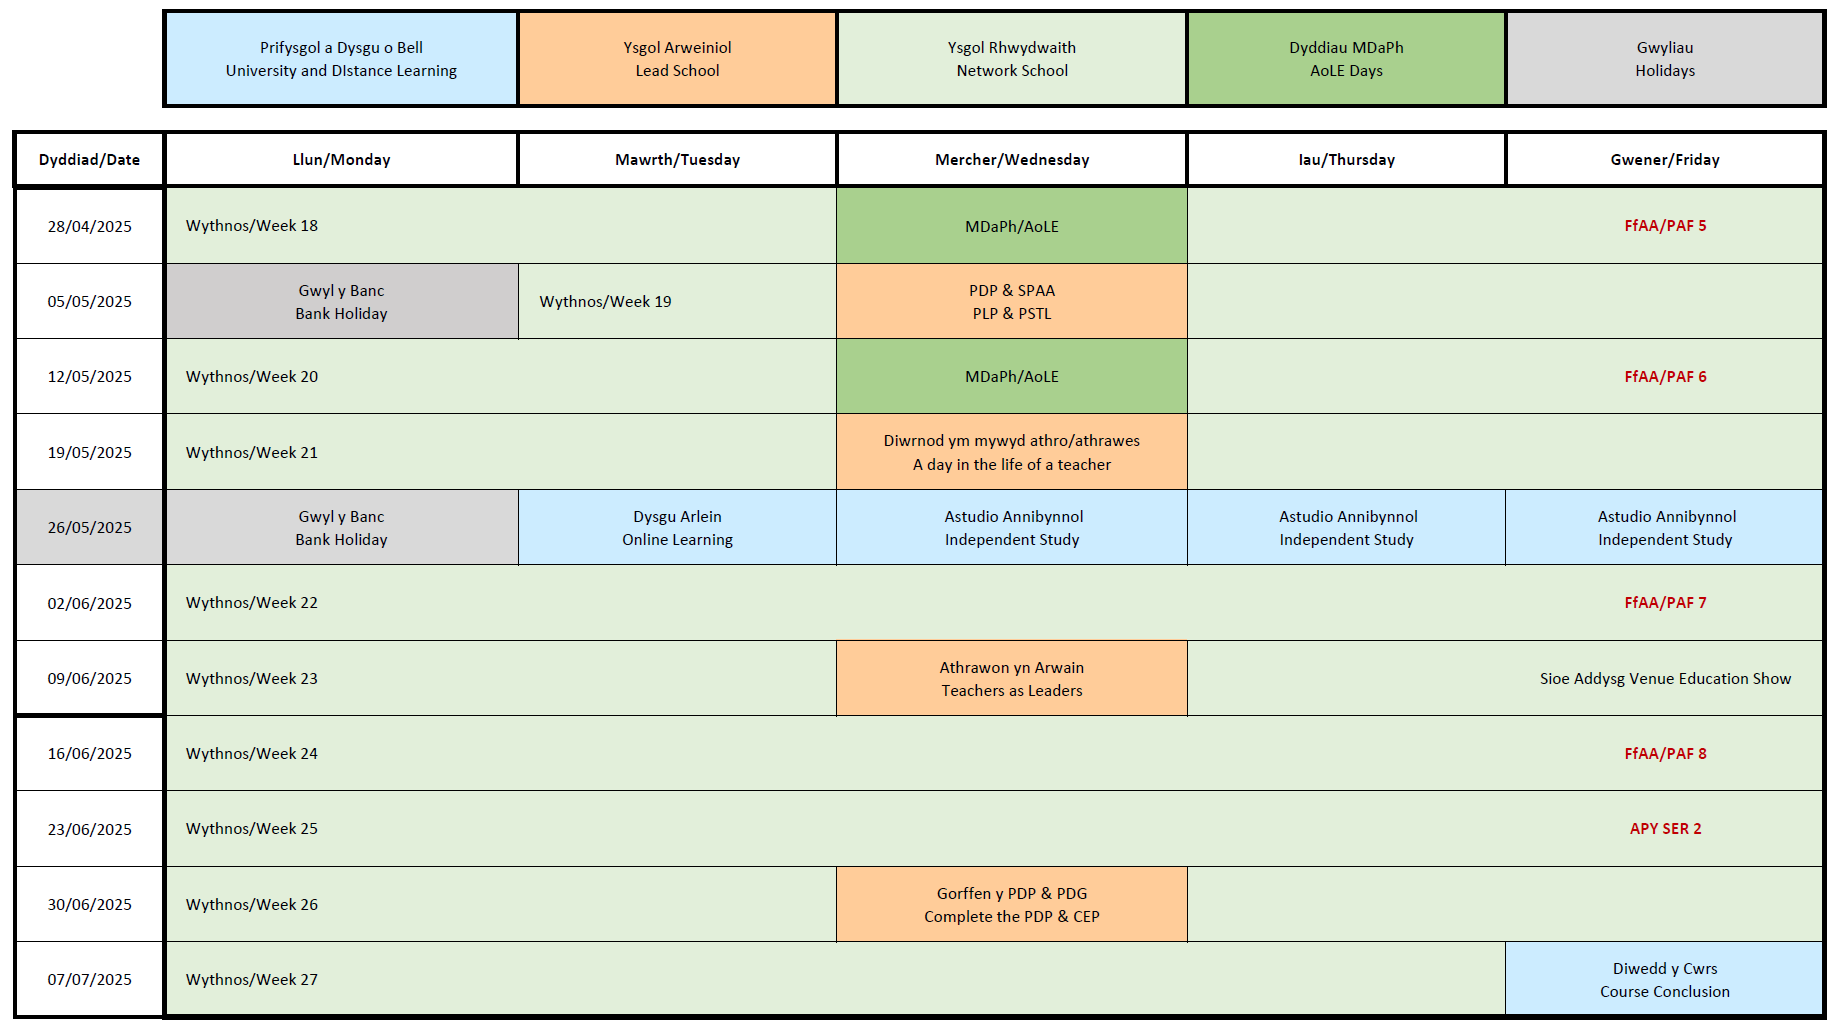 Prifysgol a Dysgu o Bell
University and DIstance Learning
Ysgol Arweiniol
Lead School
Ysgol Rhwydwaith
Network School
Dyddiau MDaPh
AoLE Days
Gwyliau
Holidays
Dyddiad/Date
Llun/Monday
Mawrth/Tuesday
Mercher/Wednesday
Iau/Thursday
Gwener/Friday
28/04/2025
Wythnos/Week 18
MDaPh/AoLE
FfAA/PAF 5
05/05/2025
Gwyl y Banc
Bank Holiday
Wythnos/Week 19
PDP & SPAA
PLP & PSTL
12/05/2025
Wythnos/Week 20
MDaPh/AoLE
FfAA/PAF 6
19/05/2025
Wythnos/Week 21
Diwrnod ym mywyd athro/athrawes
A day in the life of a teacher
26/05/2025
Gwyl y Banc
Bank Holiday
Dysgu Arlein
Online Learning
Astudio Annibynnol
Independent Study
Astudio Annibynnol
Independent Study
Astudio Annibynnol
Independent Study
02/06/2025
Wythnos/Week 22
FfAA/PAF 7
09/06/2025
Wythnos/Week 23
Athrawon yn Arwain
Teachers as Leaders
Sioe Addysg Venue Education Show
16/06/2025
Wythnos/Week 24
FfAA/PAF 8
23/06/2025
Wythnos/Week 25
APY SER 2
30/06/2025
Wythnos/Week 26
Gorffen y PDP & PDG
Complete the PDP & CEP
07/07/2025
Wythnos/Week 27
Diwedd y Cwrs
Course Conclusion